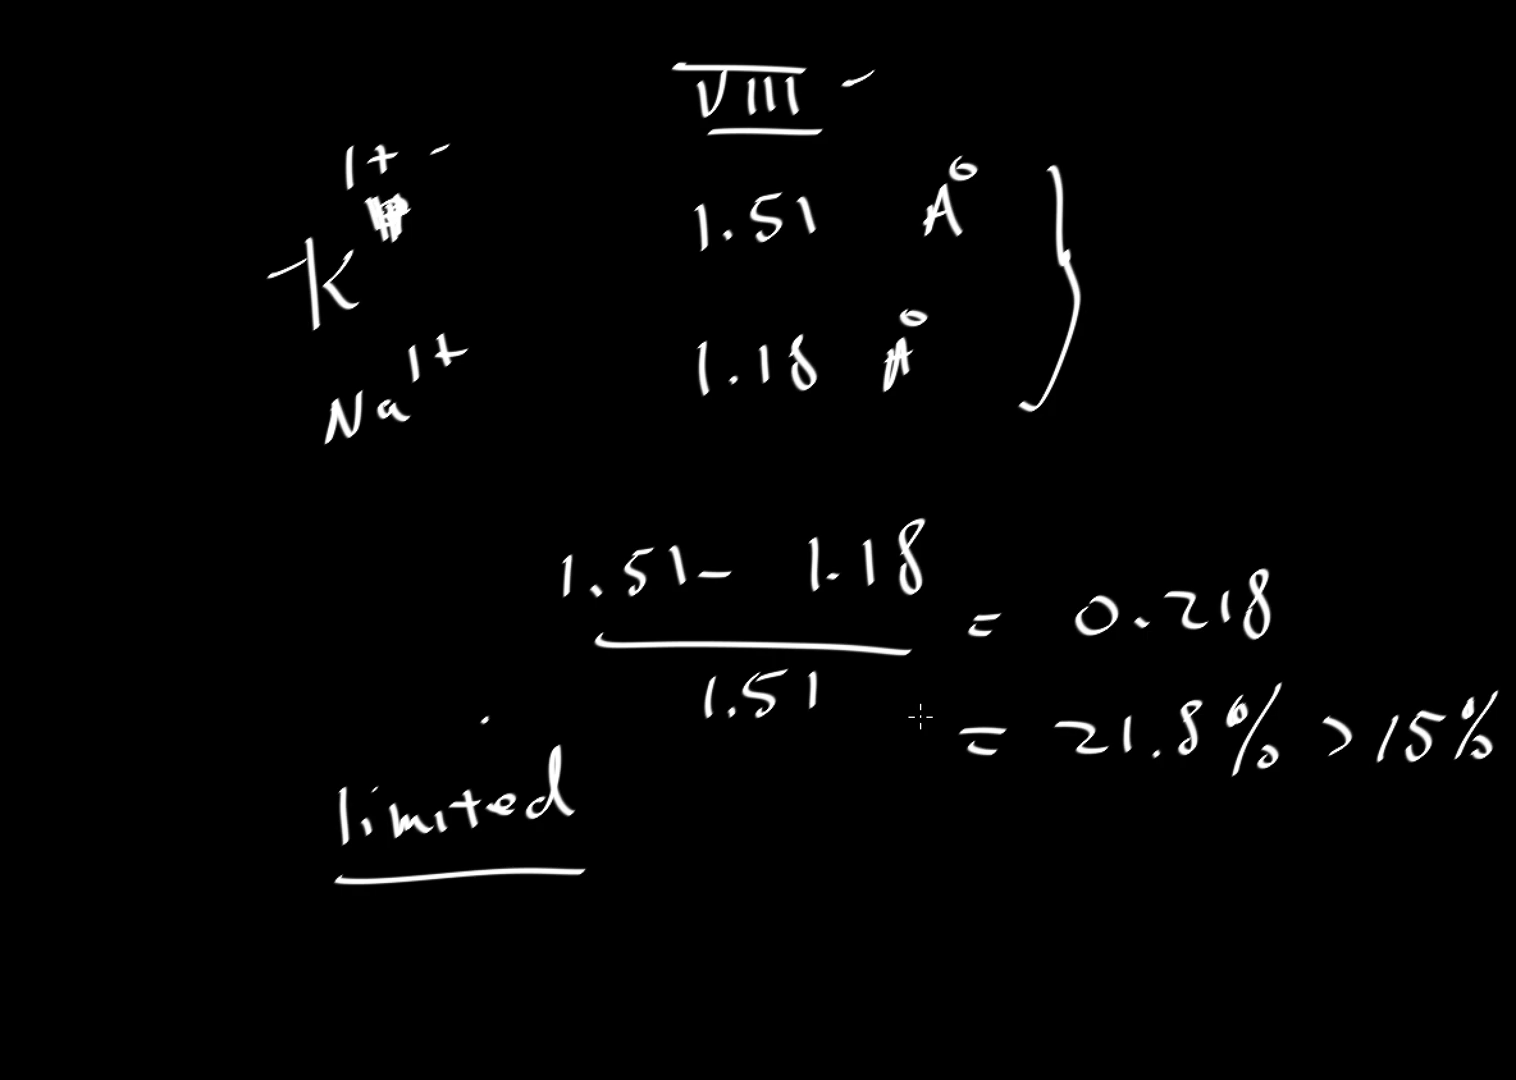 VIII -
1+ -
K 1.51 A°
Na 1+ 1.18 A°
1.51 - 1.18
= 0.218
1.51
= 21.8% > 15%
limited